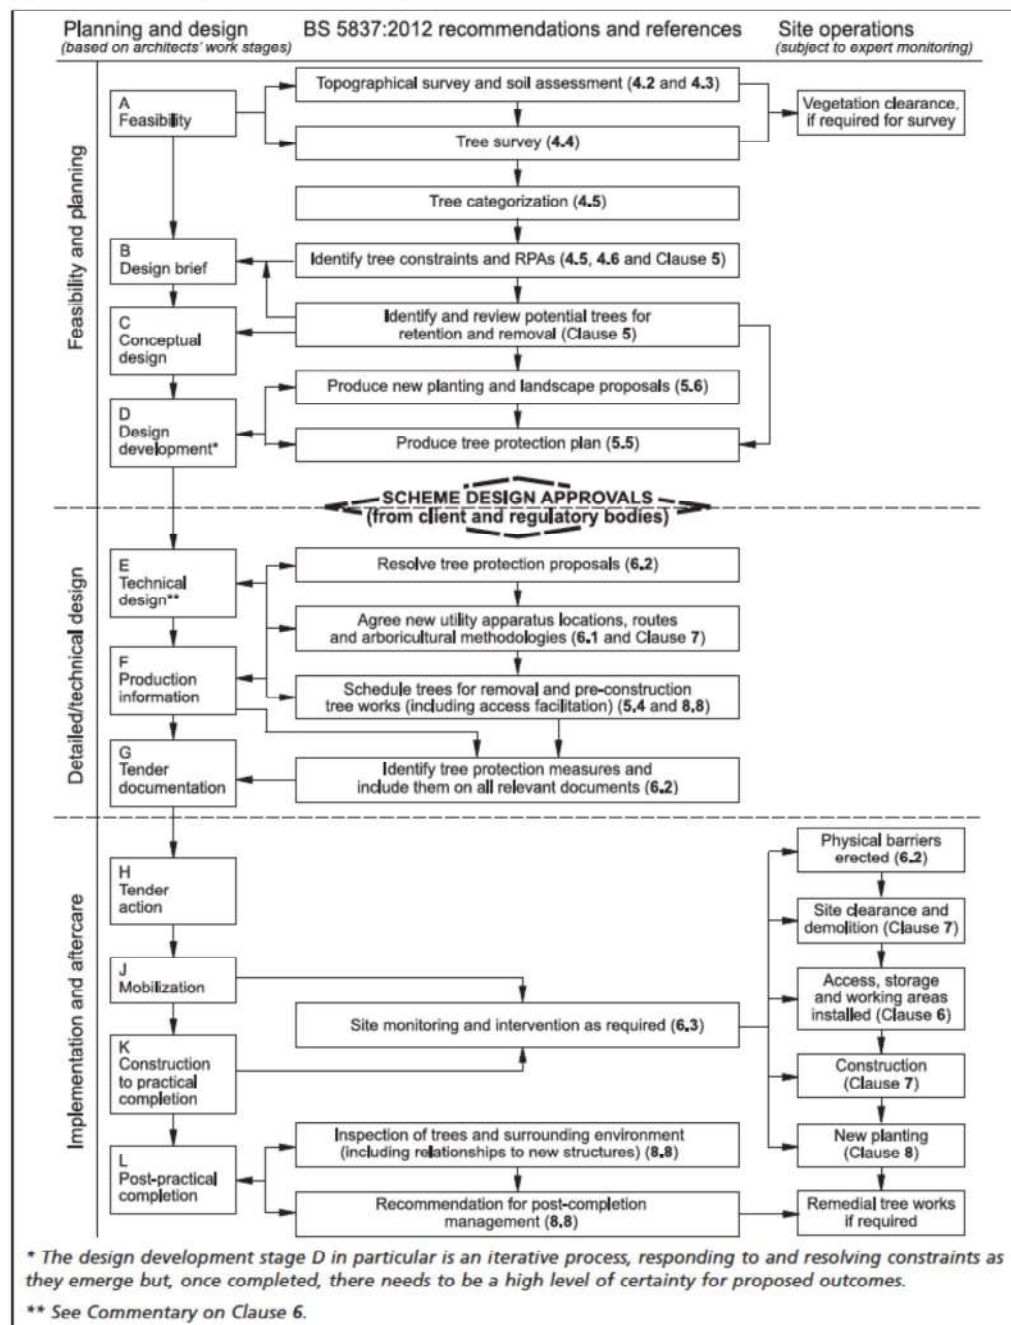 Planning and design
(based on architects' work stages)
BS 5837:2012 recommendations and references
Site operations
(subject to expert monitoring)
Feasibility and planning
A
Feasibility
Topographical survey and soil assessment (4.2 and 4.3)
Vegetation clearance,
if required for survey
Tree survey (4.4)
Tree categorization (4.5)
B
Design brief
Identify tree constraints and RPAs (4.5, 4.6 and Clause 5)
C
Conceptual
design
Identify and review potential trees for
retention and removal (Clause 5)
Produce new planting and landscape proposals (5.6)
D
Design
development*
Produce tree protection plan (5.5)
SCHEME DESIGN APPROVALS
(from client and regulatory bodies)
Detailed/technical design
E
Technical
design**
Resolve tree protection proposals (6.2)
Agree new utility apparatus locations, routes
and arboricultural methodologies (6.1 and Clause 7)
F
Production
information
Schedule trees for removal and pre-construction
tree works (including access facilitation) (5.4 and 8.8)
G
Tender
documentation
Identify tree protection measures and
include them on all relevant documents (6.2)
Implementation and aftercare
H
Tender
action
Physical barriers
erected (6.2)
Site clearance and
demolition (Clause 7)
J
Mobilization
Access, storage
and working areas
installed (Clause 6)
Site monitoring and intervention as required (6.3)
K
Construction
to practical
completion
Construction
(Clause 7)
L
Post-practical
completion
Inspection of trees and surrounding environment
(including relationships to new structures) (8.8)
New planting
(Clause 8)
Recommendation for post-completion
management (8.8)
Remedial tree works
if required
* The design development stage D in particular is an iterative process, responding to and resolving constraints as
they emerge but, once completed, there needs to be a high level of certainty for proposed outcomes.
** See Commentary on Clause 6.